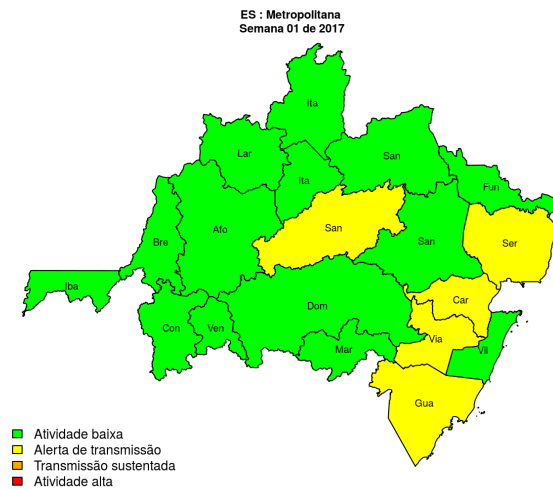 ES : Metropolitana
Semana 01 de 2017
Ita
Lar
San
Ita
Fun
Afo
San
San
Ser
Bre
Iba
Car
Dom
Con
Ven
Via
Mar
Vil
Gua
Atividade baixa
Alerta de transmissão
Transmissão sustentada
Atividade alta